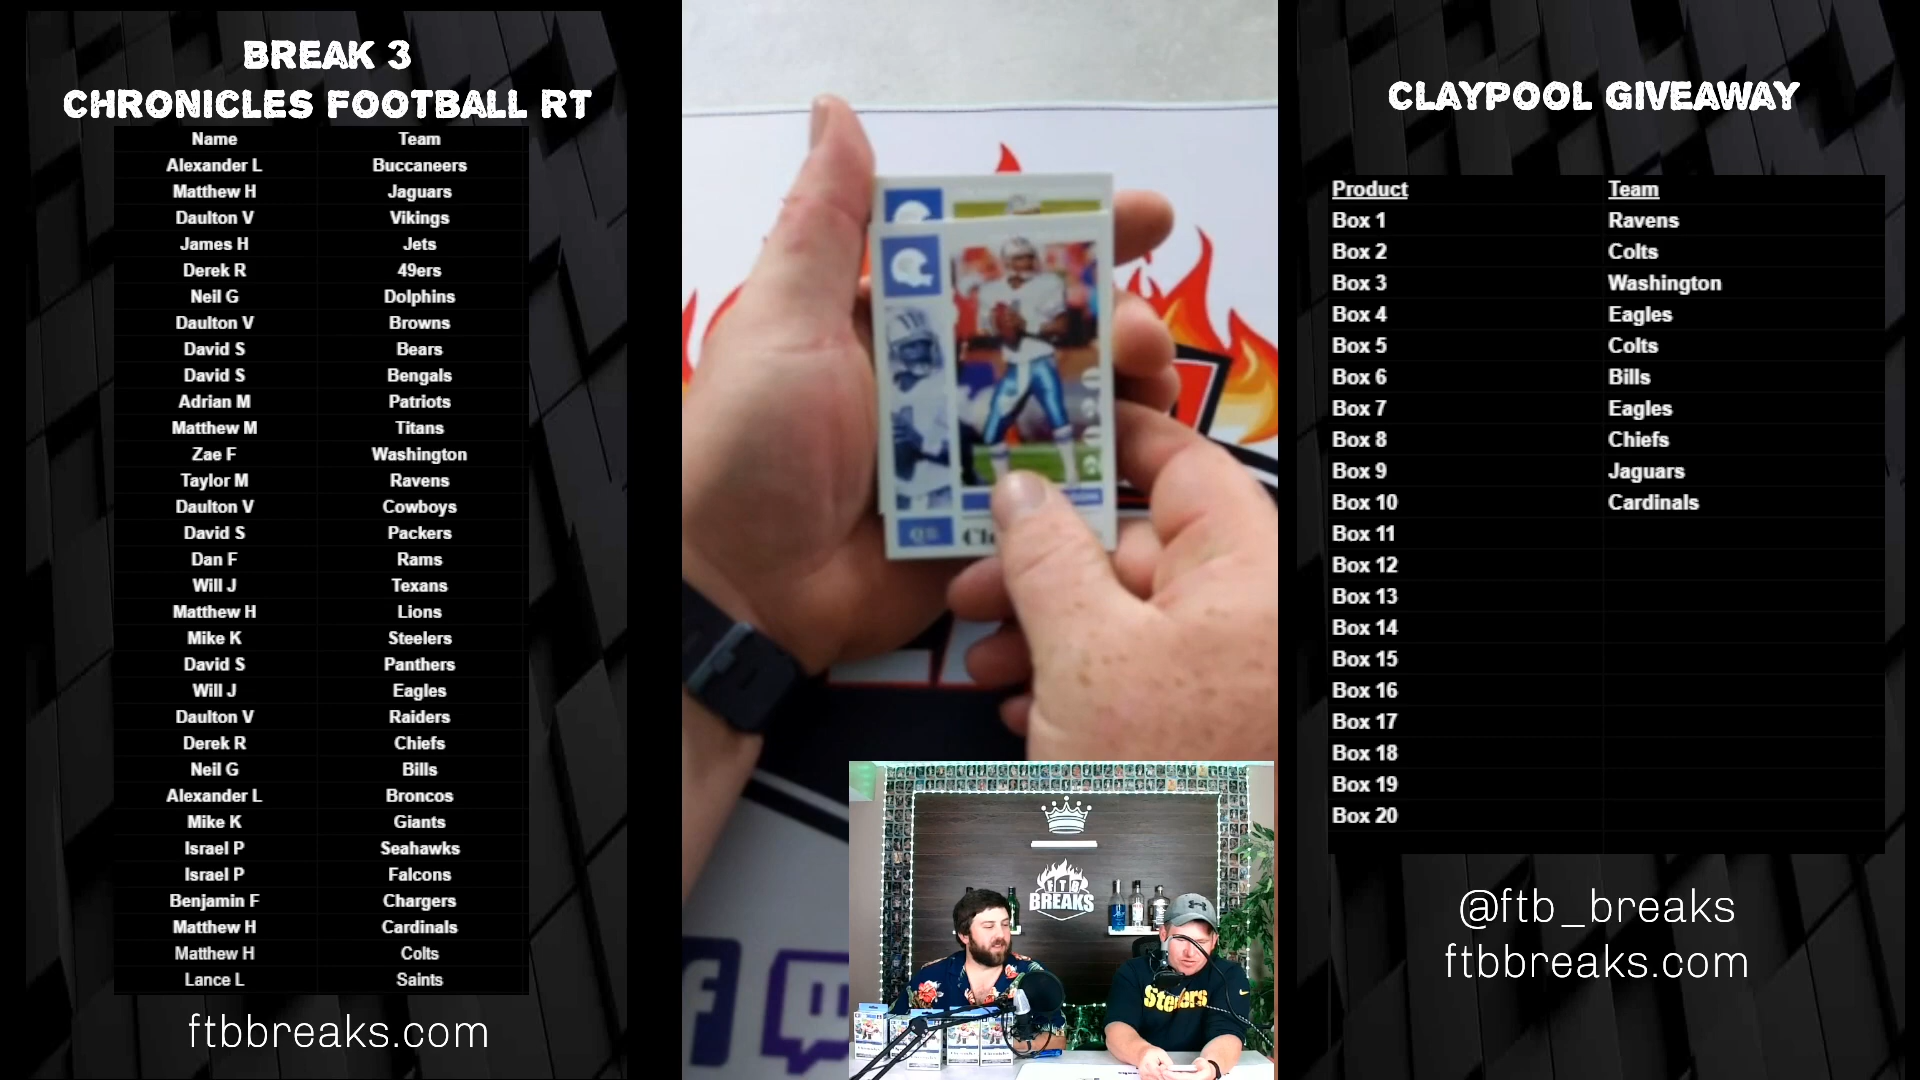 BREAK 3
CHRONICLES FOOTBALL RT
Name Team
Alexander L Buccaneers
Matthew H Jaguars
Daulton V Vikings
James H Jets
Derek R 49ers
Neil G Dolphins
Daulton V Browns
David S Bears
David S Bengals
Adrian M Patriots
Matthew M Titans
Zae F Washington
Taylor M Ravens
Daulton V Cowboys
David S Packers
Dan F Rams
Will J Texans
Matthew H Lions
Mike K Steelers
David S Panthers
Will J Eagles
Daulton V Raiders
Derek R Chiefs
Neil G Bills
Alexander L Broncos
Mike K Giants
Israel P Seahawks
Israel P Falcons
Benjamin F Chargers
Matthew H Cardinals
Matthew H Colts
Lance L Saints
ftbbreaks.com
2020
QB
FTB
BREAKS
Steelers
CLAYPOOL GIVEAWAY
Product Team
Box 1 Ravens
Box 2 Colts
Box 3 Washington
Box 4 Eagles
Box 5 Colts
Box 6 Bills
Box 7 Eagles
Box 8 Chiefs
Box 9 Jaguars
Box 10 Cardinals
Box 11
Box 12
Box 13
Box 14
Box 15
Box 16
Box 17
Box 18
Box 19
Box 20
@ftb_breaks
ftbbreaks.com